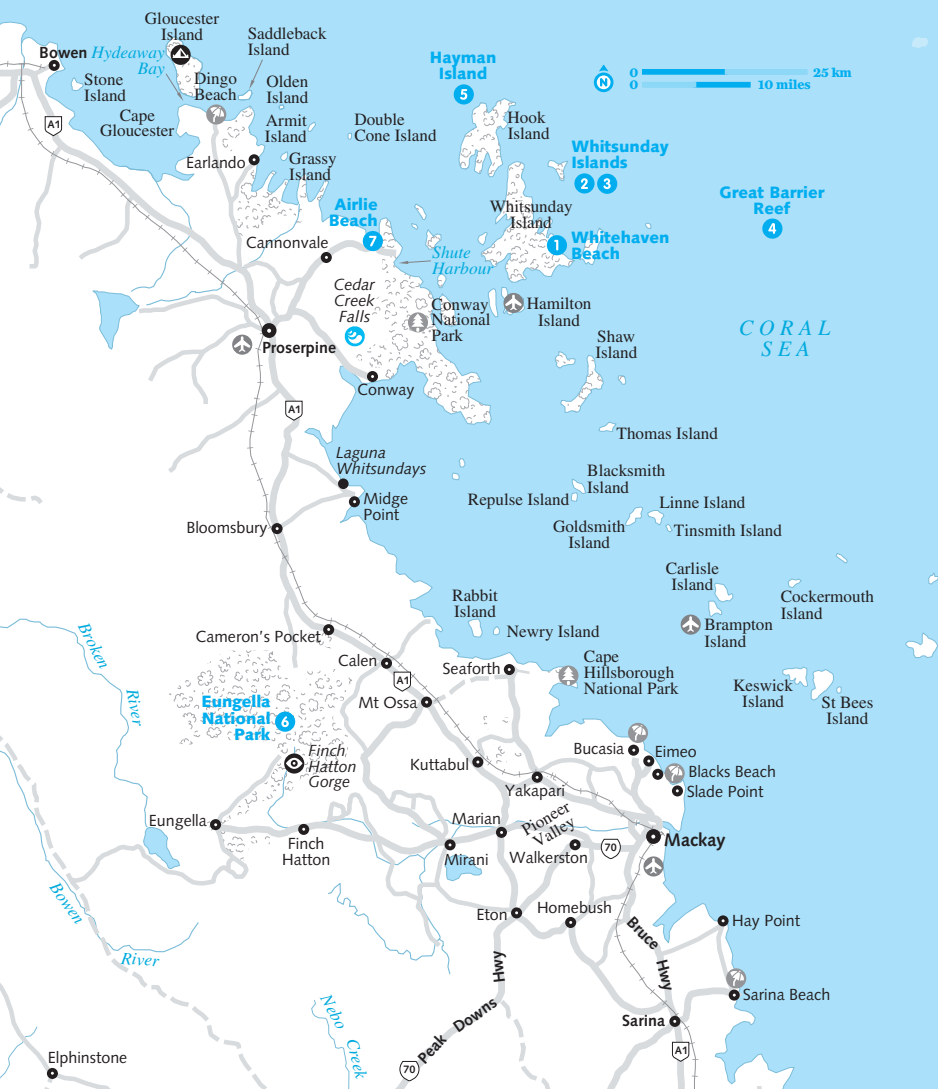 Gloucester
Island
Saddleback
Island
Bowen
Hydeaway
Bay
Hayman
Island
5
N
0
25 km
0
10 miles
Stone
Island
Dingo
Beach
Olden
Island
A1
Cape
Gloucester
Armit
Island
Double
Cone Island
Hook
Island
Earlando
Grassy
Island
Whitsunday
Islands
2
3
Great Barrier
Reef
4
Airlie
Beach
7
Whitsunday
Island
1
Whitehaven
Beach
Cannonvale
Shute
Harbour
Cedar
Creek
Falls
Conway
National
Park
Hamilton
Island
CORAL
SEA
Proserpine
Shaw
Island
Conway
A1
Thomas Island
Laguna
Whitsundays
Blacksmith
Island
Repulse Island
Midge
Point
Linne Island
Bloomsbury
Goldsmith
Island
Tinsmith Island
Carlisle
Island
Cockermouth
Island
Rabbit
Island
Newry Island
Brampton
Island
Broken
River
Cameron's Pocket
Calen
A1
Seaforth
Cape
Hillsborough
National Park
Keswick
Island
St Bees
Island
Mt Ossa
Eungella
National
Park
6
Finch
Hatton
Gorge
Kuttabul
Bucasia
Eimeo
Blacks Beach
Slade Point
Yakapari
Eungella
Finch
Hatton
Marian
Pioneer
Valley
Mirani
Walkerston
70
Mackay
Bowen
River
Eton
Homebush
Bruce
Hwy
Hay Point
Hwy
Sarina Beach
Nebo
Creek
Peak Downs
70
Sarina
A1
Elphinstone